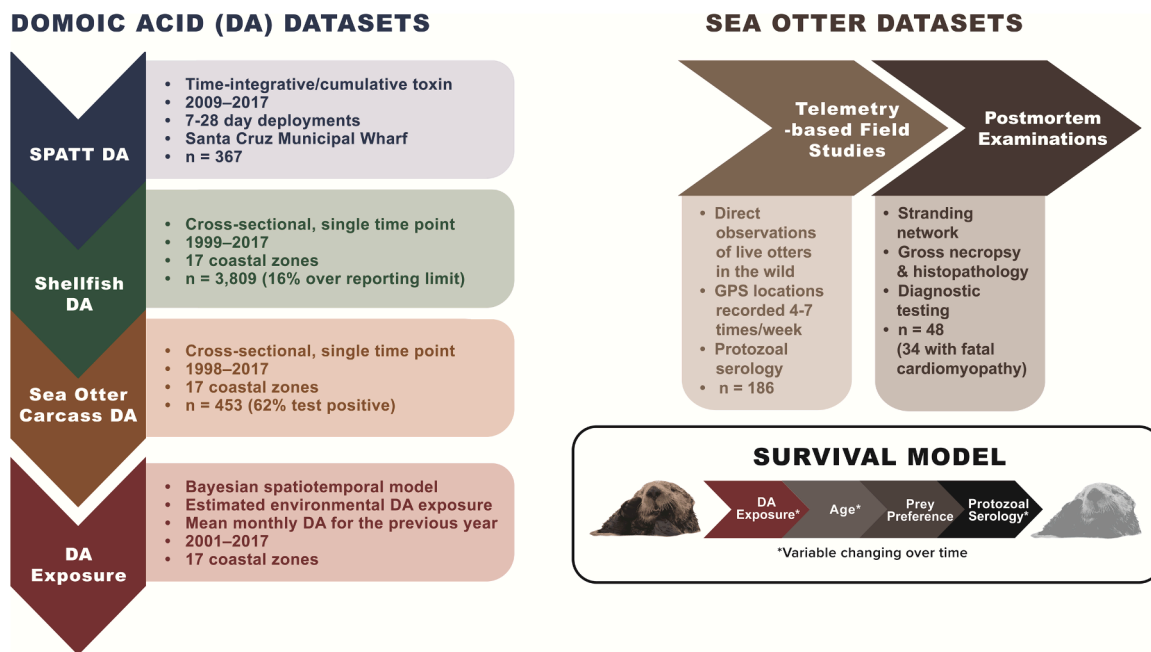 DOMOIC ACID (DA) DATASETS
SPATT DA
• Time-integrative/cumulative toxin
• 2009–2017
• 7-28 day deployments
• Santa Cruz Municipal Wharf
• n = 367
Shellfish
DA
• Cross-sectional, single time point
• 1999–2017
• 17 coastal zones
• n = 3,809 (16% over reporting limit)
Sea Otter
Carcass DA
• Cross-sectional, single time point
• 1998–2017
• 17 coastal zones
• n = 453 (62% test positive)
DA
Exposure
• Bayesian spatiotemporal model
• Estimated environmental DA exposure
• Mean monthly DA for the previous year
• 2001–2017
• 17 coastal zones
SEA OTTER DATASETS
Telemetry
-based Field
Studies
• Direct
observations
of live otters
in the wild
• GPS locations
recorded 4-7
times/week
• Protozoal
serology
• n = 186
Postmortem
Examinations
• Stranding
network
• Gross necropsy
& histopathology
• Diagnostic
testing
• n = 48
(34 with fatal
cardiomyopathy)
SURVIVAL MODEL
DA
Exposure*
Age*
Prey
Preference
Protozoal
Serology*
*Variable changing over time